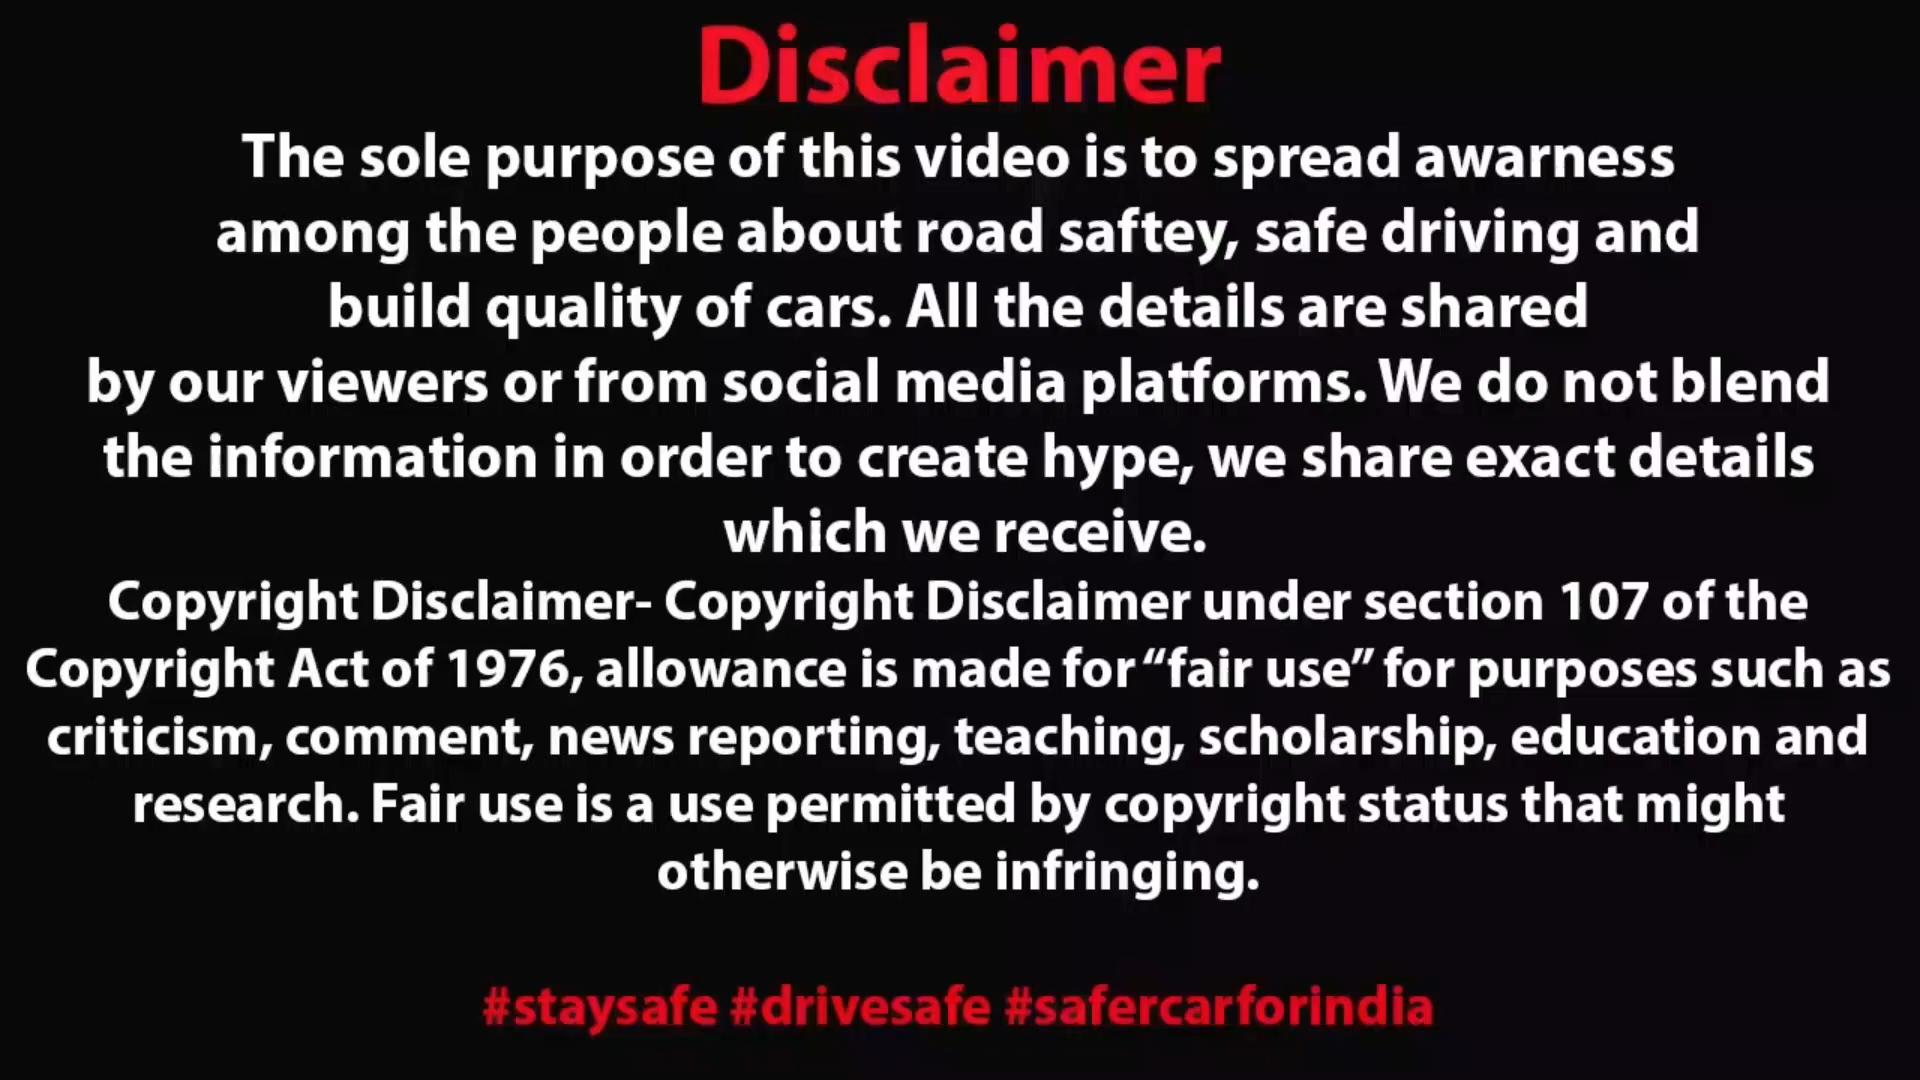 Disclaimer
The sole purpose of this video is to spread awarness
among the people about road saftey, safe driving and
build quality of cars. All the details are shared
by our viewers or from social media platforms. We do not blend
the information in order to create hype, we share exact details
which we receive.
Copyright Disclaimer- Copyright Disclaimer under section 107 of the
Copyright Act of 1976, allowance is made for “fair use” for purposes such as
criticism, comment, news reporting, teaching, scholarship, education and
research. Fair use is a use permitted by copyright status that might
otherwise be infringing.
#staysafe #drivesafe #safercarforindia